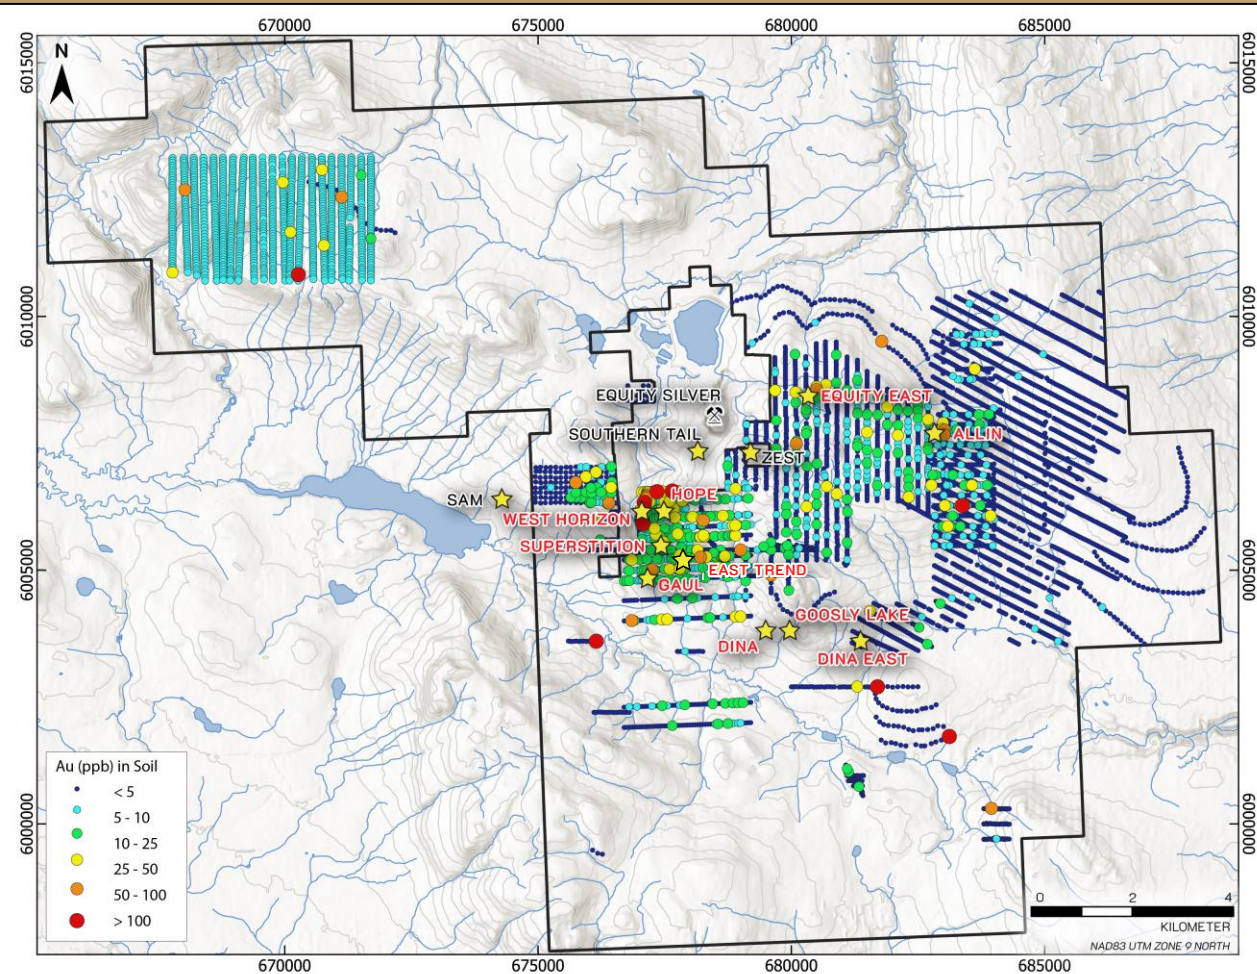 670000
675000
680000
685000
6015000
6015000
N
6010000
6010000
EQUITY SILVER
EQUITY EAST
SOUTHERN TAIL
ALLIN
ZEST
SAM
HOPE
WEST HORIZON
SUPERSTITION
6005000
6005000
EAST TREND
GAUL
GOOSLY LAKE
DINA
DINA EAST
Au (ppb) in Soil
< 5
5 - 10
10 - 25
25 - 50
50 - 100
> 100
6000000
6000000
0 2 4
KILOMETER
NAD83 UTM ZONE 9 NORTH
670000
675000
680000
685000